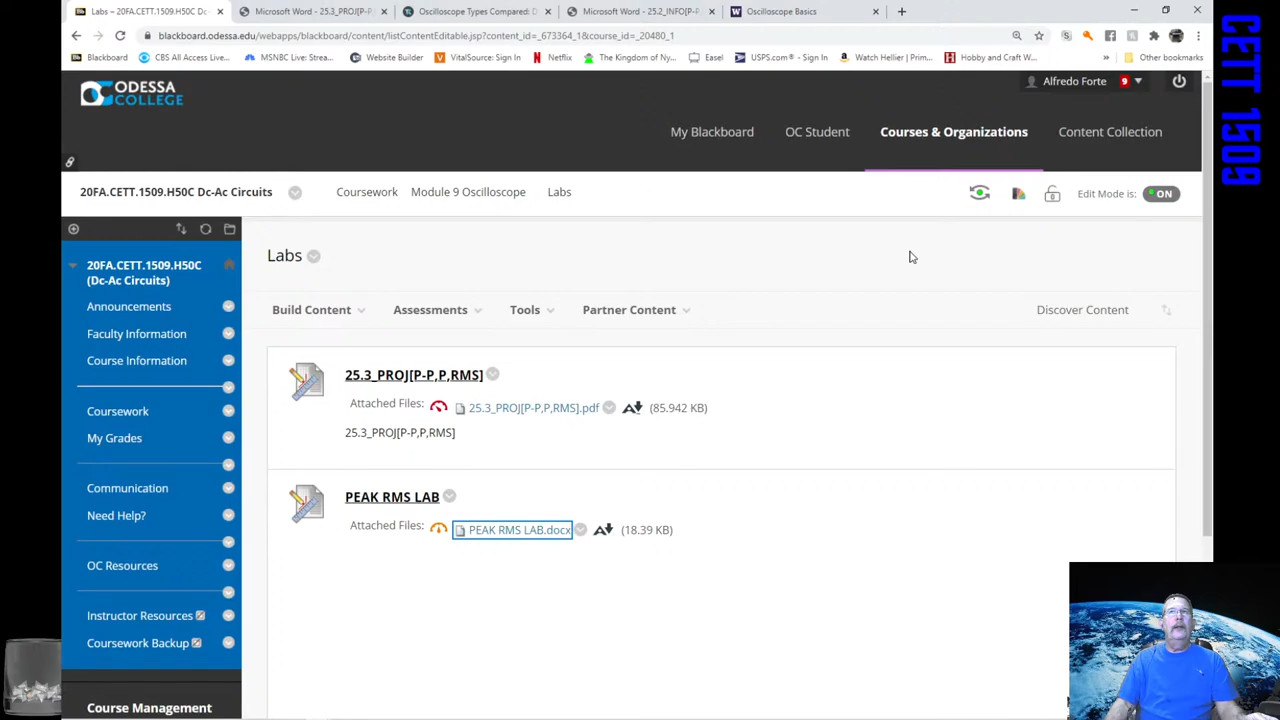 Labs – 20FA.CETT.1509.H50C
Microsoft Word - 25.3_PROJ[P-P
Oscilloscope Types Compared: D
Microsoft Word - 25.2_INFO[P-P
Oscilloscope Basics
blackboard.odessa.edu/webapps/blackboard/content/listContentEditable.jsp?content_id=_673364_1&course_id=_20480_1
Blackboard
CBS All Access Live...
MSNBC Live: Strea...
Website Builder
VitalSource: Sign In
Netflix
The Kingdom of Ny...
Easel
USPS.com® - Sign In
Watch Hellier | Prim...
Hobby and Craft W...
»
Other bookmarks
CETT 1509
ODESSA
COLLEGE
Alfredo Forte 9
My Blackboard
OC Student
Courses & Organizations
Content Collection
20FA.CETT.1509.H50C Dc-Ac Circuits
Coursework
Module 9 Oscilloscope
Labs
Edit Mode is: ON
20FA.CETT.1509.H50C
(Dc-Ac Circuits)
Announcements
Faculty Information
Course Information
Coursework
My Grades
Communication
Need Help?
OC Resources
Instructor Resources
Coursework Backup
Course Management
Labs
Build Content
Assessments
Tools
Partner Content
Discover Content
25.3_PROJ[P-P,P,RMS]
Attached Files: 25.3_PROJ[P-P,P,RMS].pdf (85.942 KB)
25.3_PROJ[P-P,P,RMS]
PEAK RMS LAB
Attached Files: PEAK RMS LAB.docx (18.39 KB)